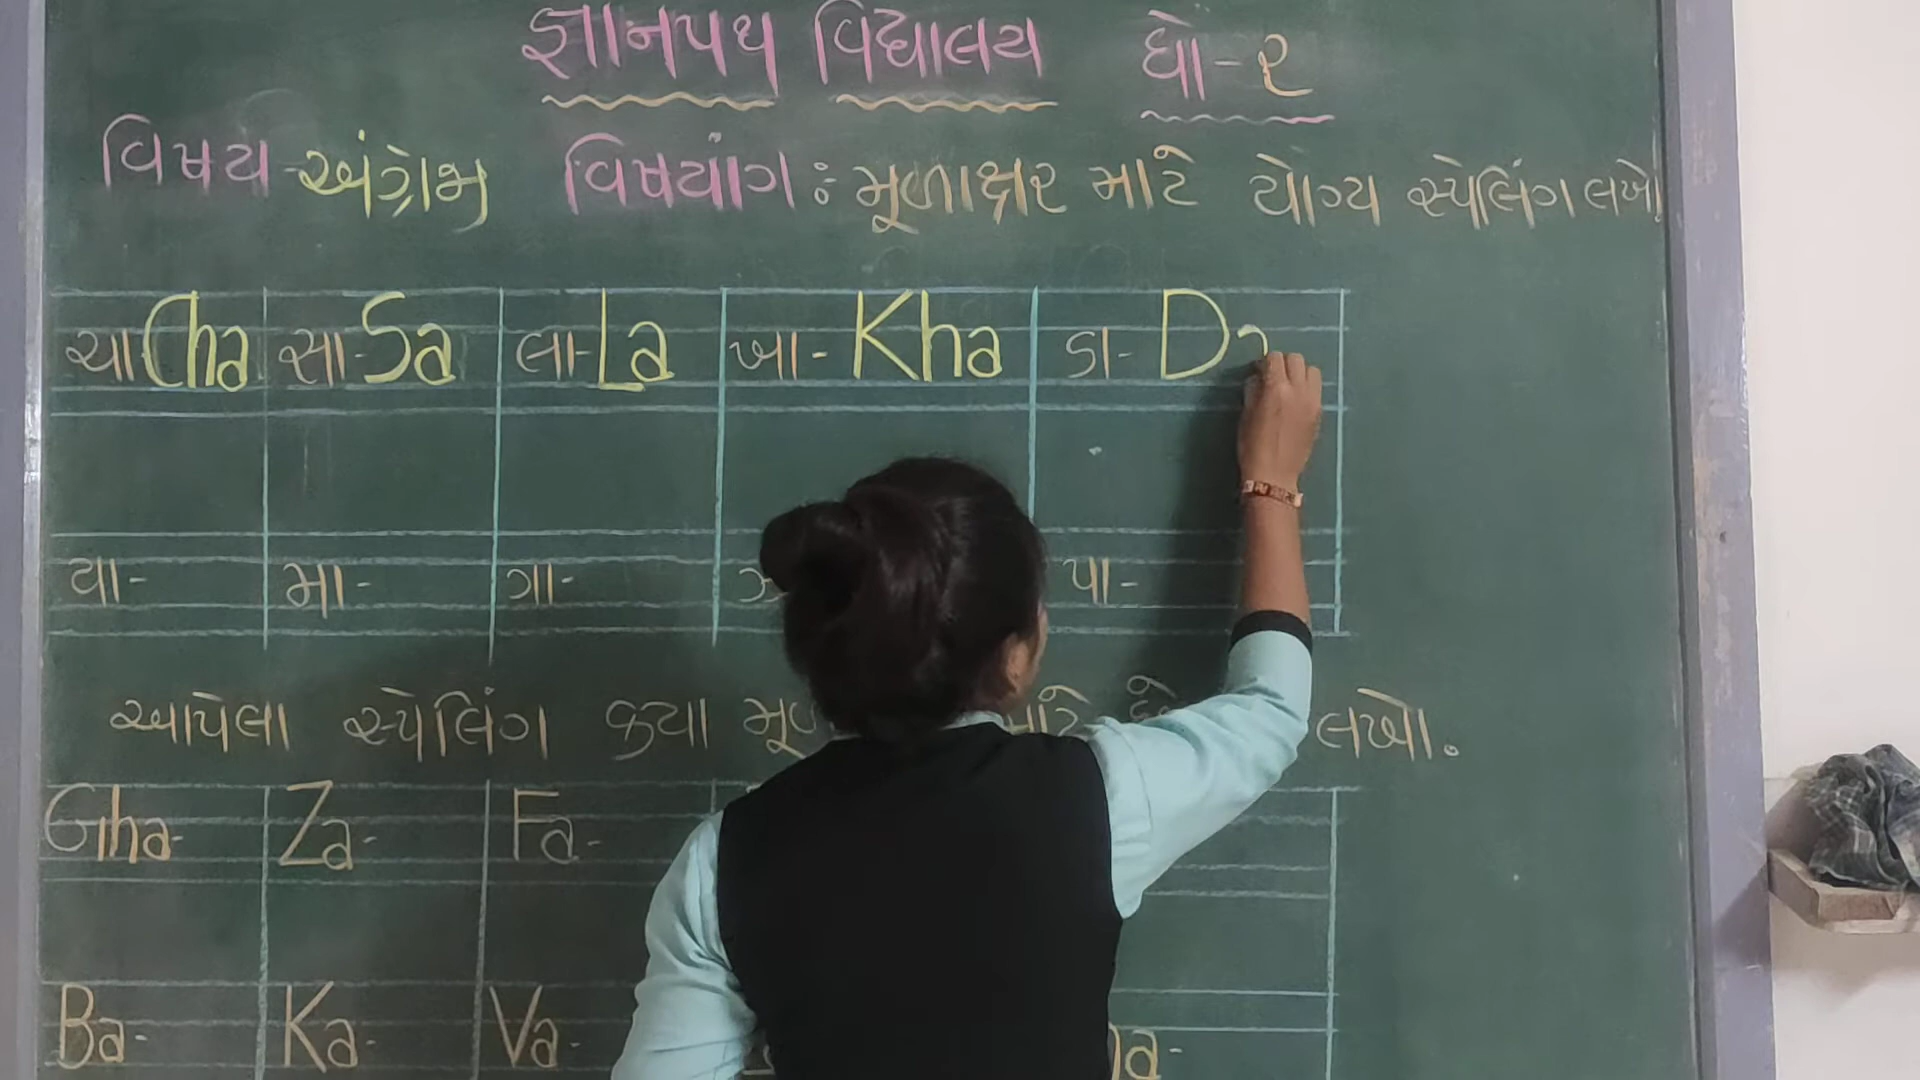 જ્ઞાનપથ વિદ્યાલય ધો-૨
વિષય-અંગ્રેજી વિષયાંગ : મૂળાક્ષર માટે યોગ્ય સ્પેલિંગ લખો
ચા-Cha સા-Sa લા-La ખા-Kha ડા-Da
યા- મા- ગા- પા-
આપેલા સ્પેલિંગ ક્યા માટે લખો.
Gha- Za- Fa-
Ba- Ka- Va-